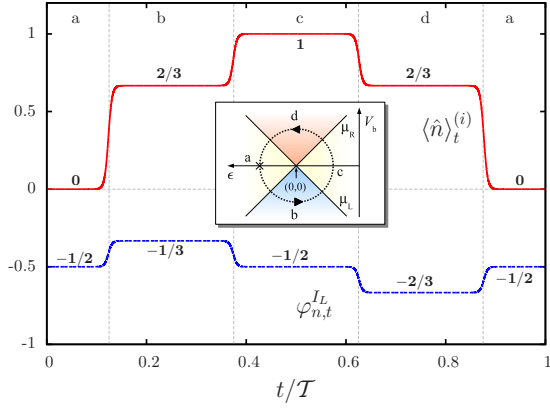 a b c d a
1
0.5
0
-0.5
-1
0
2/3
1
2/3
0
⟨n̂⟩ₜ⁽ⁱ⁾
d
μ_R
V_b
a
ϵ
(0,0)
c
b
μ_L
−1/2
−1/3
−1/2
−2/3
−1/2
φ_{n,t}^{I_L}
0 0.2 0.4 0.6 0.8 1
t/𝒯